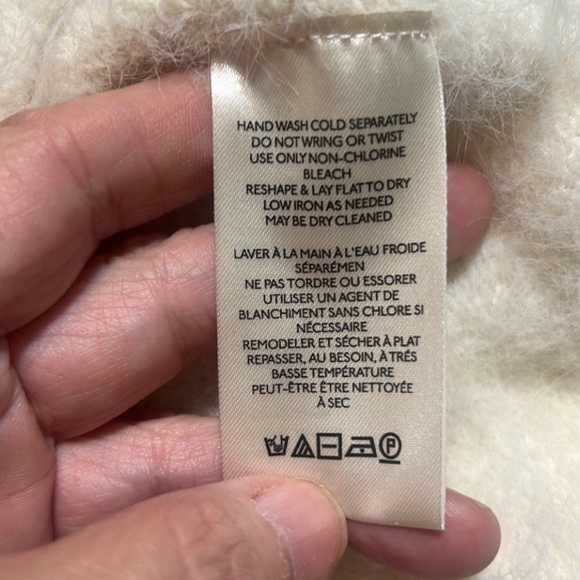 HAND WASH COLD SEPARATELY
DO NOT WRING OR TWIST
USE ONLY NON-CHLORINE
BLEACH
RESHAPE & LAY FLAT TO DRY
LOW IRON AS NEEDED
MAY BE DRY CLEANED
LAVER À LA MAIN À L'EAU FROIDE
SÉPARÉMEN
NE PAS TORDRE OU ESSORER
UTILISER UN AGENT DE
BLANCHIMENT SANS CHLORE SI
NÉCESSAIRE
REMODELER ET SÉCHER À PLAT
REPASSER, AU BESOIN, À TRÉS
BASSE TEMPÉRATURE
PEUT-ÊTRE ÊTRE NETTOYÉE
À SEC
P